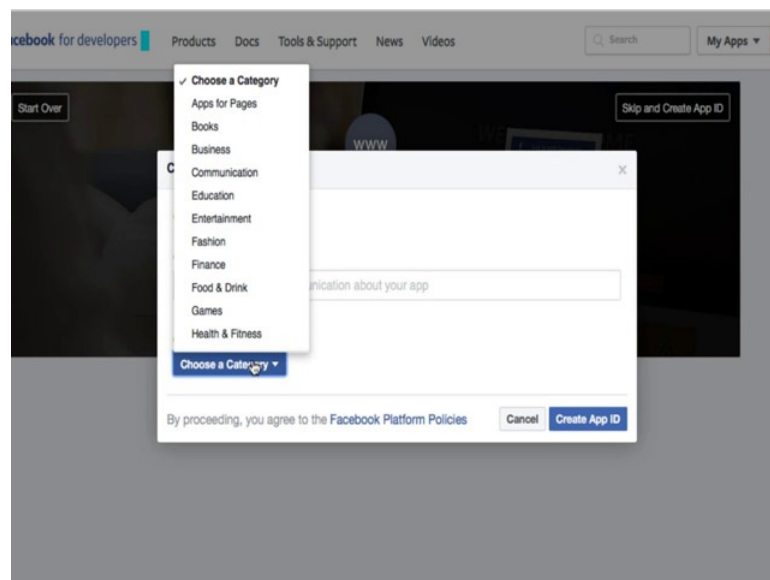 cebook for developers Products Docs Tools & Support News Videos Search My Apps
Start Over
Skip and Create App ID
WWW
✓ Choose a Category
Apps for Pages
Books
Business
Communication
Education
Entertainment
Fashion
Finance
Food & Drink
Games
Health & Fitness
C
x
nication about your app
Choose a Category
By proceeding, you agree to the Facebook Platform Policies Cancel Create App ID